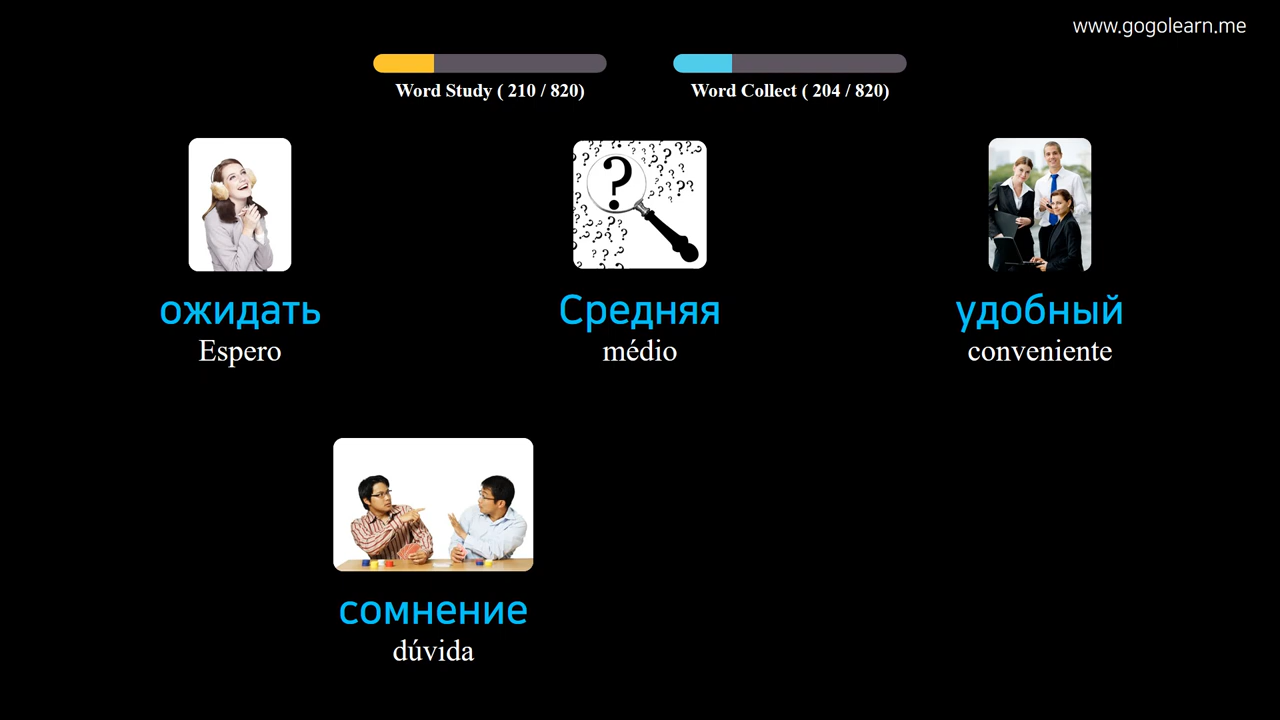 www.gogolearn.me
Word Study ( 210 / 820)
Word Collect ( 204 / 820)
ожидать
Espero
Средняя
médio
удобный
conveniente
сомнение
dúvida